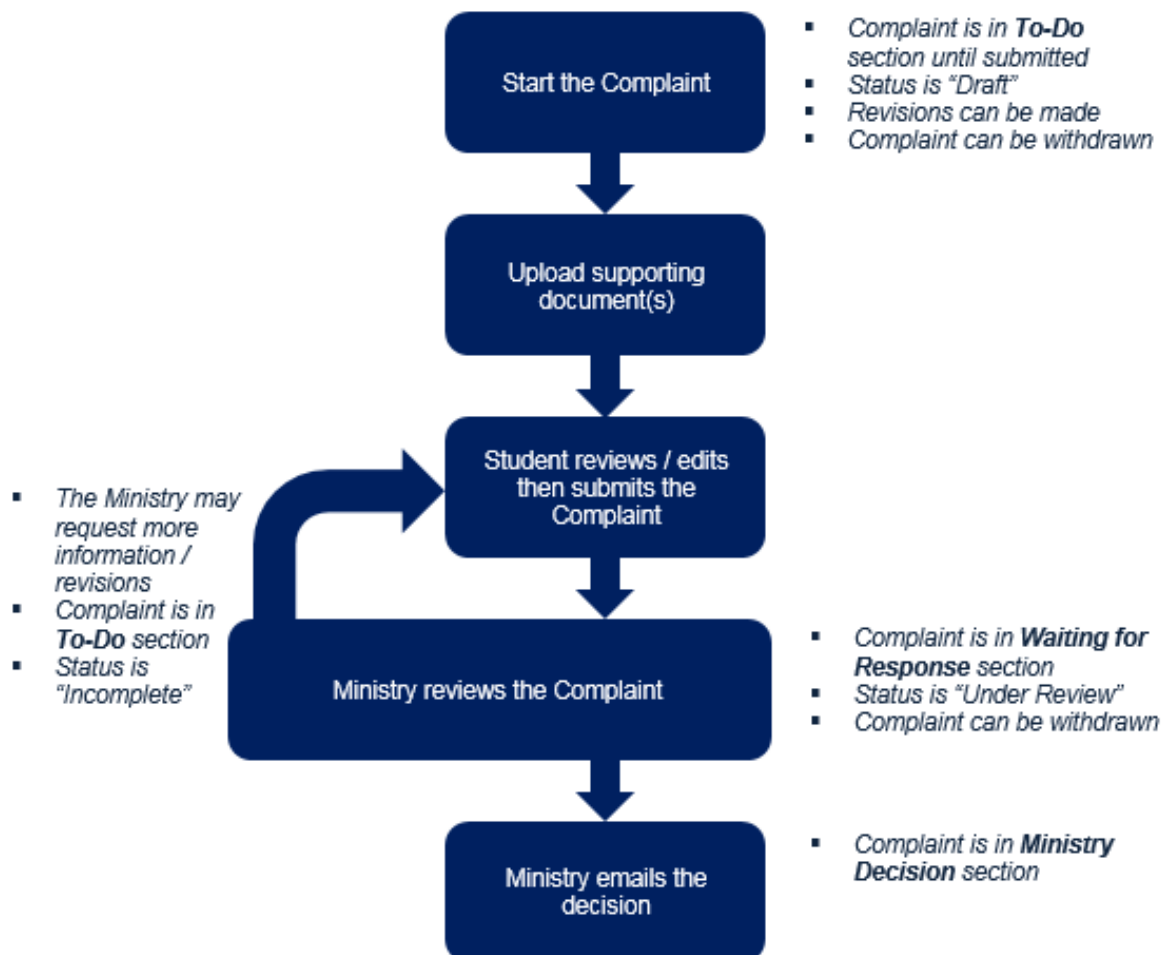 Start the Complaint
▪ Complaint is in To-Do
section until submitted
▪ Status is “Draft”
▪ Revisions can be made
▪ Complaint can be withdrawn
Upload supporting
document(s)
Student reviews / edits
then submits the
Complaint
▪ The Ministry may
request more
information /
revisions
▪ Complaint is in
To-Do section
▪ Status is
“Incomplete”
Ministry reviews the Complaint
▪ Complaint is in Waiting for
Response section
▪ Status is “Under Review”
▪ Complaint can be withdrawn
Ministry emails the
decision
▪ Complaint is in Ministry
Decision section